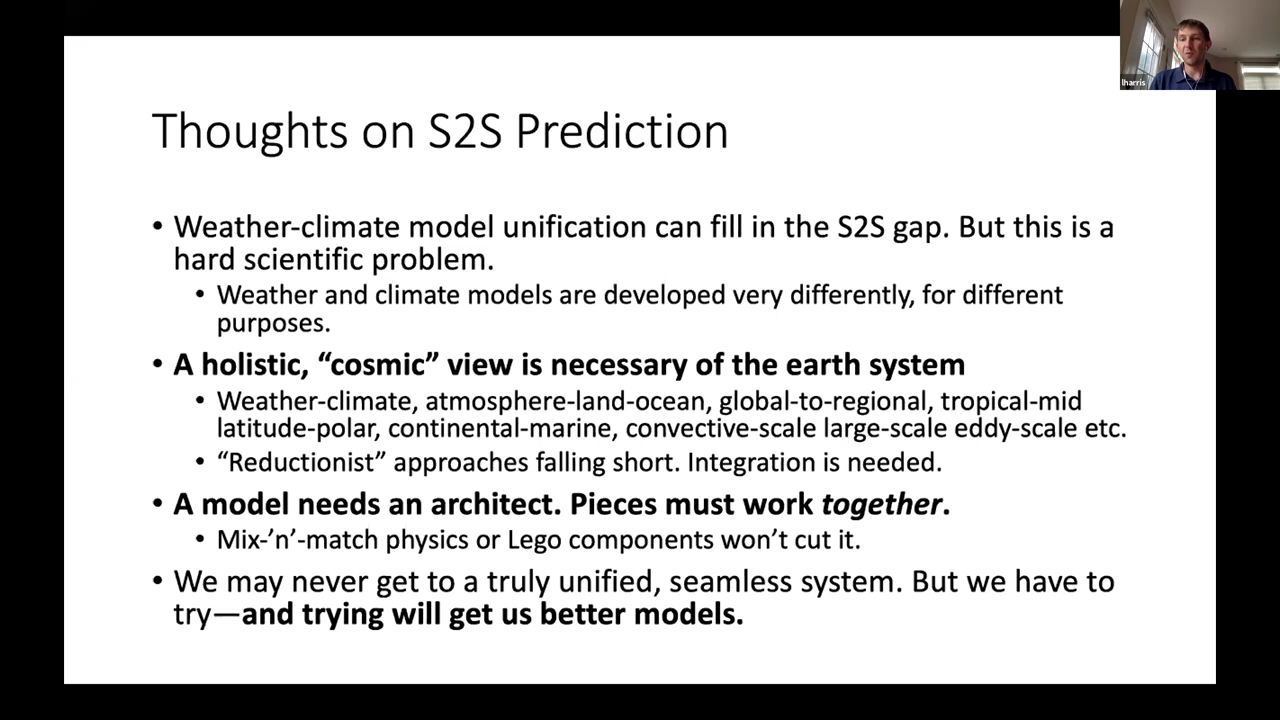 lharris
Thoughts on S2S Prediction
• Weather-climate model unification can fill in the S2S gap. But this is a
hard scientific problem.
• Weather and climate models are developed very differently, for different
purposes.
• A holistic, “cosmic” view is necessary of the earth system
• Weather-climate, atmosphere-land-ocean, global-to-regional, tropical-mid
latitude-polar, continental-marine, convective-scale large-scale eddy-scale etc.
• “Reductionist” approaches falling short. Integration is needed.
• A model needs an architect. Pieces must work together.
• Mix-’n’-match physics or Lego components won’t cut it.
• We may never get to a truly unified, seamless system. But we have to
try—and trying will get us better models.